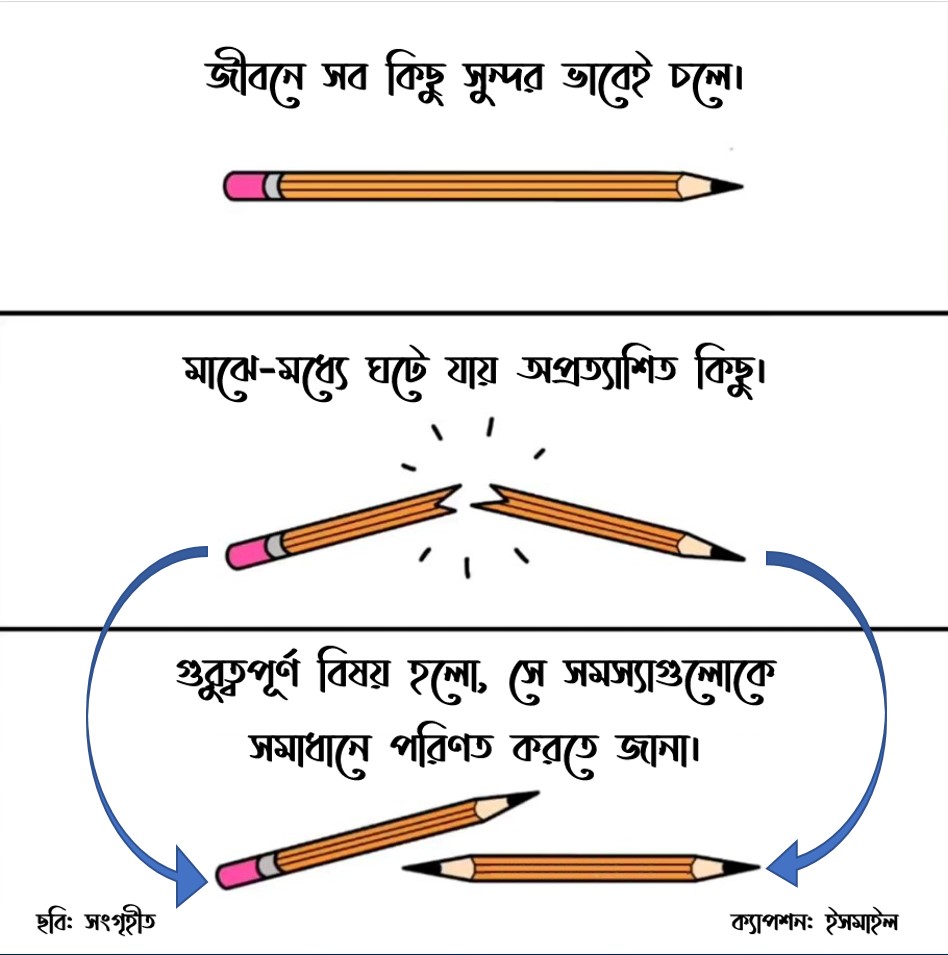 জীবনে সব কিছু সুন্দর ভাবেই চলে।
মাঝে-মধ্যে ঘটে যায় অপ্রত্যাশিত কিছু।
গুরুত্বপূর্ণ বিষয় হলো, সে সমস্যাগুলোকে
সমাধানে পরিণত করতে জানা।
ছবি: সংগৃহীত
ক্যাপশন: ইসমাইল